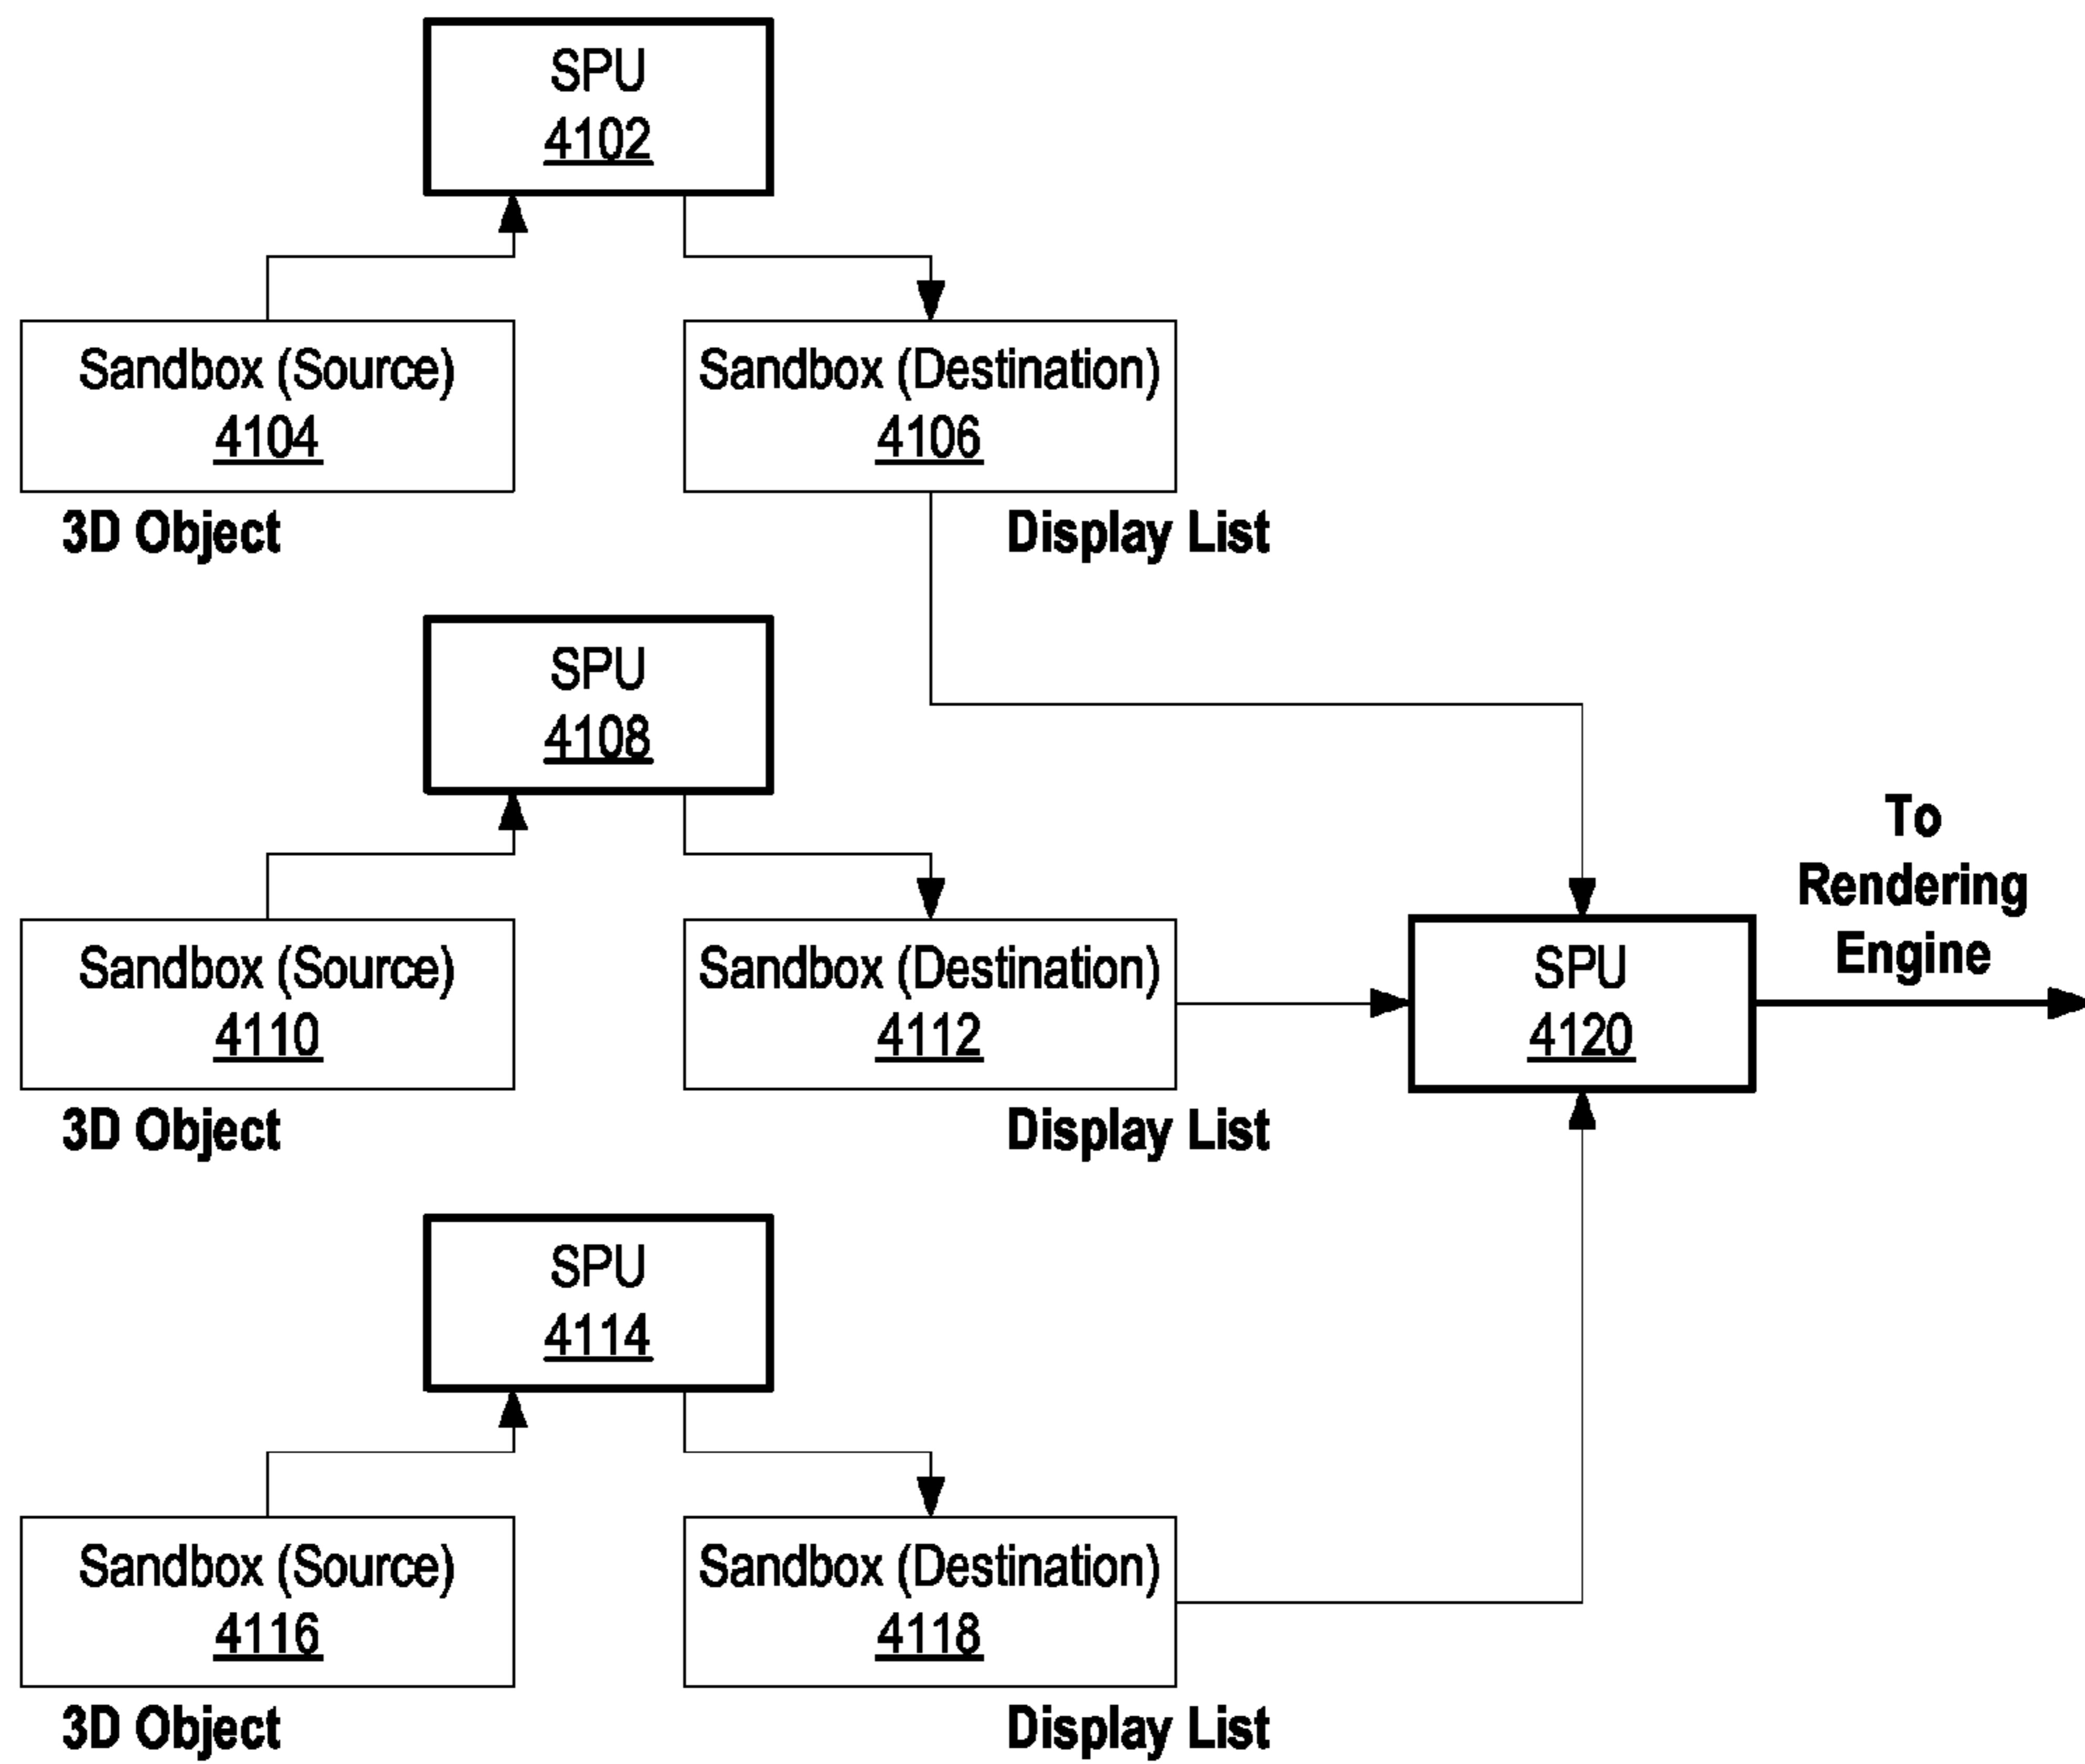 SPU
4102
Sandbox (Source)
4104
3D Object
Sandbox (Destination)
4106
Display List
SPU
4108
Sandbox (Source)
4110
3D Object
Sandbox (Destination)
4112
Display List
SPU
4114
Sandbox (Source)
4116
3D Object
Sandbox (Destination)
4118
Display List
SPU
4120
To
Rendering
Engine